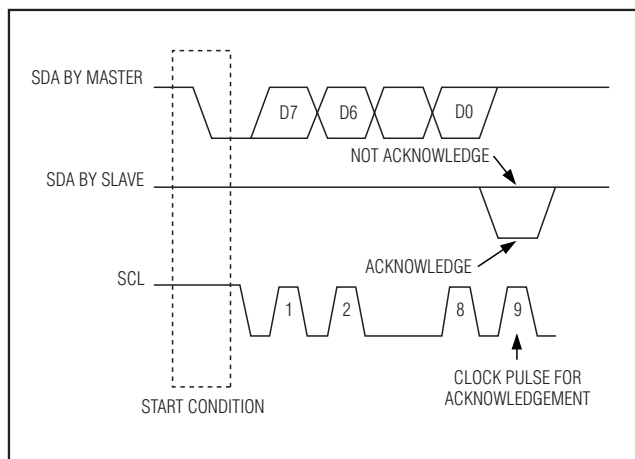 SDA BY MASTER
D7
D6
D0
NOT ACKNOWLEDGE
SDA BY SLAVE
ACKNOWLEDGE
SCL
1
2
8
9
CLOCK PULSE FOR
ACKNOWLEDGEMENT
START CONDITION